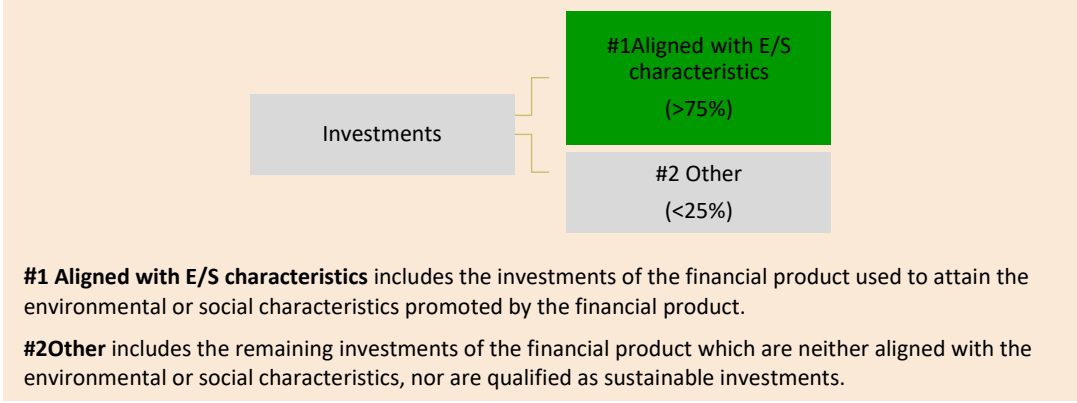 #1Aligned with E/S
characteristics
(>75%)
Investments
#2 Other
(<25%)
#1 Aligned with E/S characteristics includes the investments of the financial product used to attain the
environmental or social characteristics promoted by the financial product.
#2Other includes the remaining investments of the financial product which are neither aligned with the
environmental or social characteristics, nor are qualified as sustainable investments.